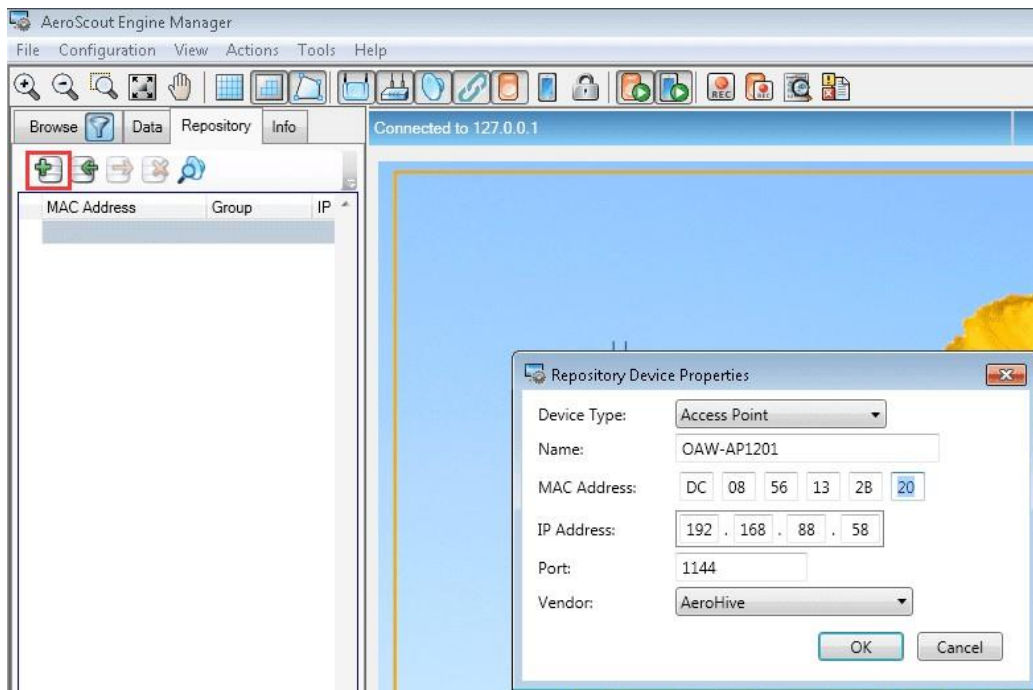 AeroScout Engine Manager
File Configuration View Actions Tools Help
REC REC
Browse Data Repository Info
Connected to 127.0.0.1
MAC Address Group IP
Repository Device Properties
Device Type: Access Point
Name: OAW-AP1201
MAC Address: DC 08 56 13 2B 20
IP Address: 192 . 168 . 88 . 58
Port: 1144
Vendor: AeroHive
OK Cancel